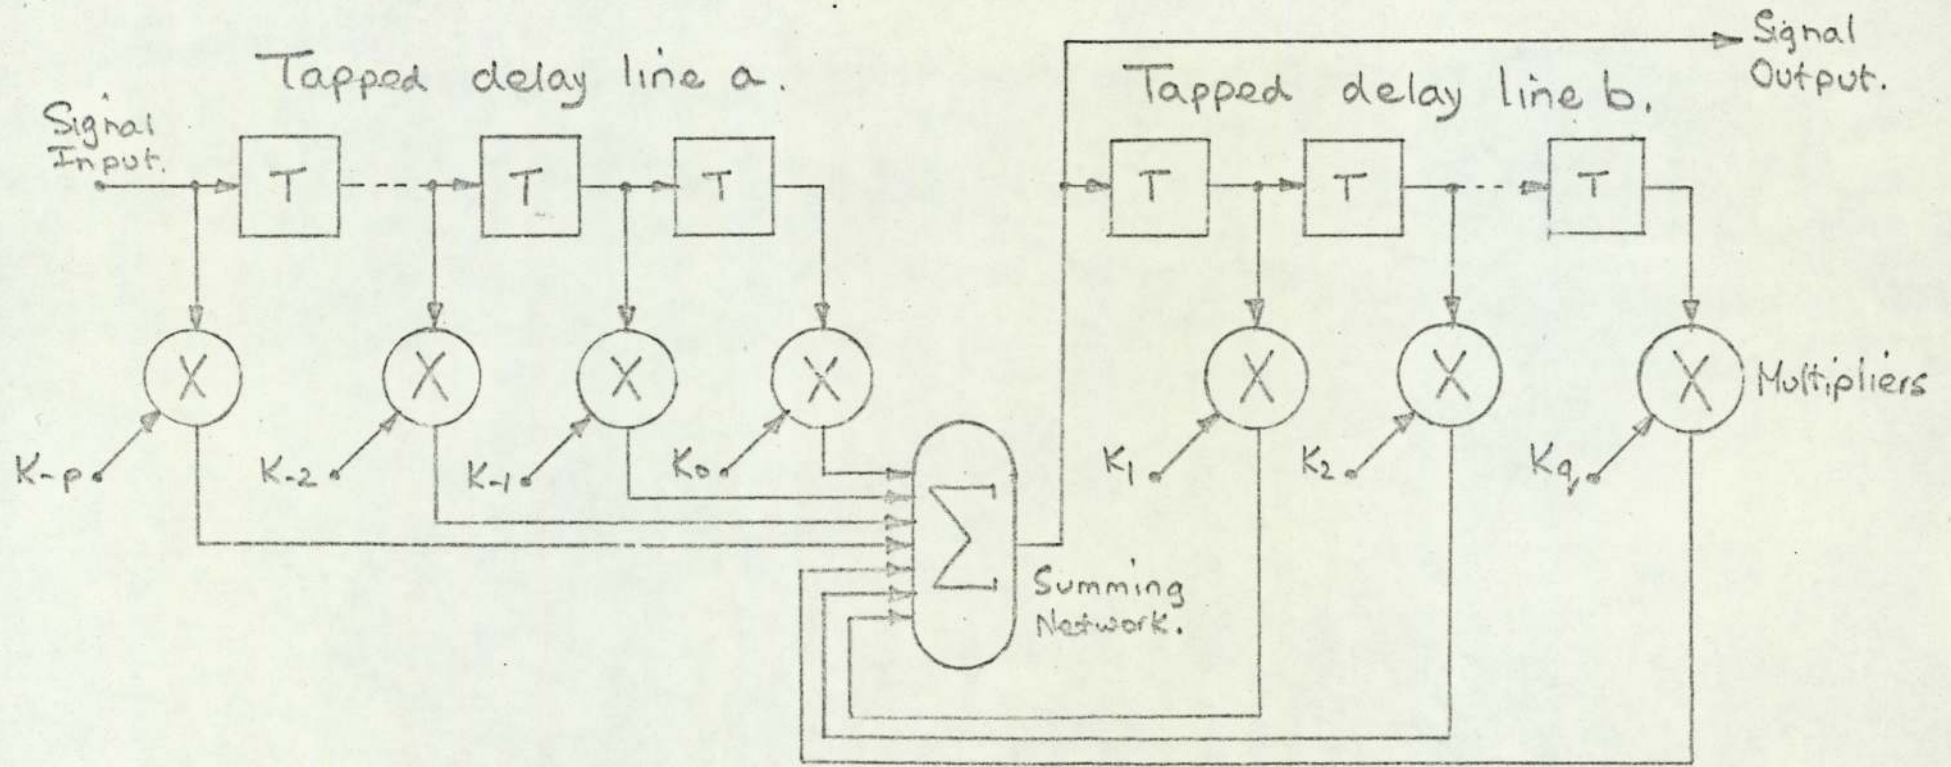 Tapped delay line a.
Tapped delay line b.
Signal
Output.
Signal
Input.
T
T
T
T
T
T
X
X
X
X
X
X
X
Multipliers
K-p
K-2
K-1
K0
K1
K2
Kq
Σ
Summing
Network.